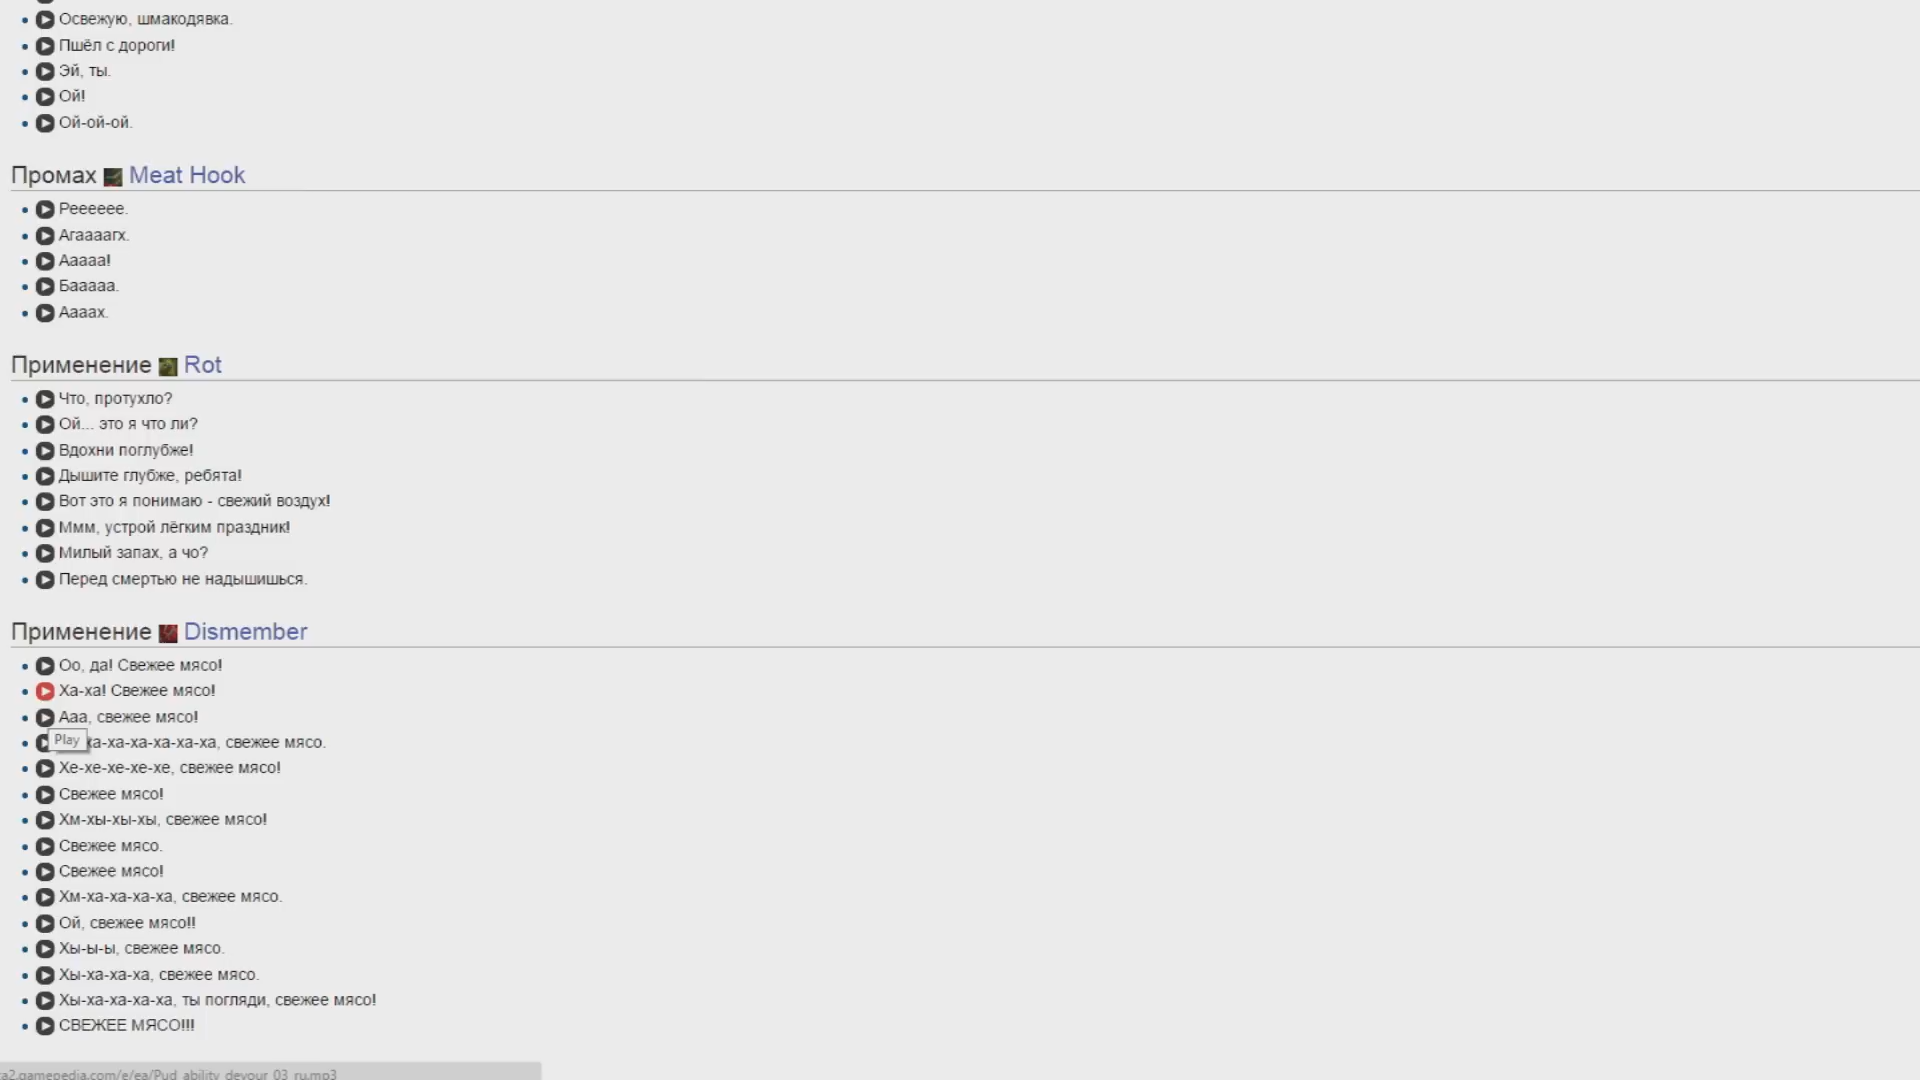 Освежую, шмакодявка.
Пшёл с дороги!
Эй, ты.
Ой!
Ой-ой-ой.
Промах Meat Hook
Рееееее.
Агаааагх.
Ааааа!
Бааааа.
Аааах.
Применение Rot
Что, протухло?
Ой... это я что ли?
Вдохни поглубже!
Дышите глубже, ребята!
Вот это я понимаю - свежий воздух!
Ммм, устрой лёгким праздник!
Милый запах, а чо?
Перед смертью не надышишься.
Применение Dismember
Оо, да! Свежее мясо!
Ха-ха! Свежее мясо!
Ааа, свежее мясо!
Play ха-ха-ха-ха-ха-ха, свежее мясо.
Хе-хе-хе-хе-хе, свежее мясо!
Свежее мясо!
Хм-хы-хы-хы, свежее мясо!
Свежее мясо.
Свежее мясо!
Хм-ха-ха-ха-ха, свежее мясо.
Ой, свежее мясо!!
Хы-ы-ы, свежее мясо.
Хы-ха-ха-ха, свежее мясо.
Хы-ха-ха-ха-ха, ты погляди, свежее мясо!
СВЕЖЕЕ МЯСО!!!
a2.gamepedia.com/e/ea/Pud_ability_devour_03_ru.mp3